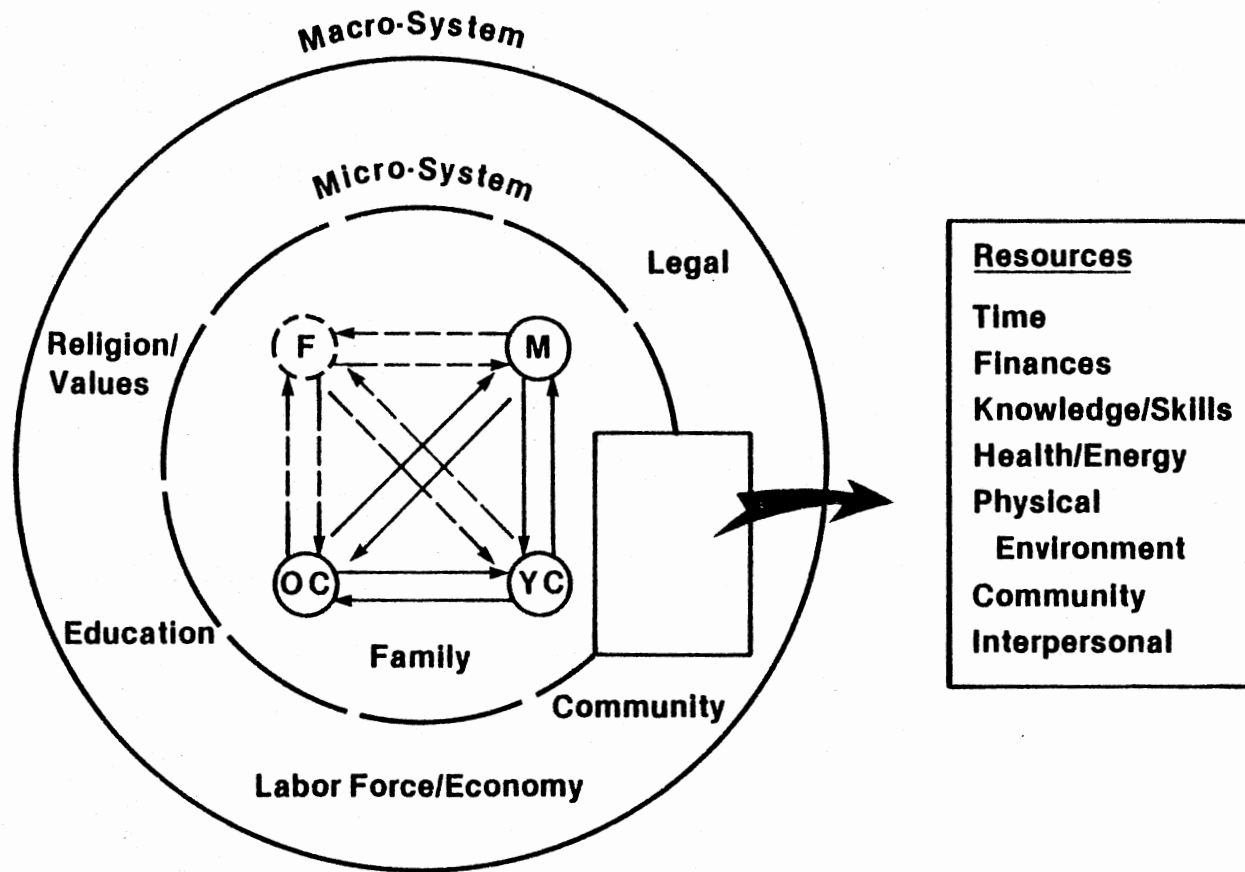 Macro-System
Micro-System
Legal
Religion/
Values
F
M
OC
YC
Education
Family
Community
Labor Force/Economy
Resources
Time
Finances
Knowledge/Skills
Health/Energy
Physical
Environment
Community
Interpersonal